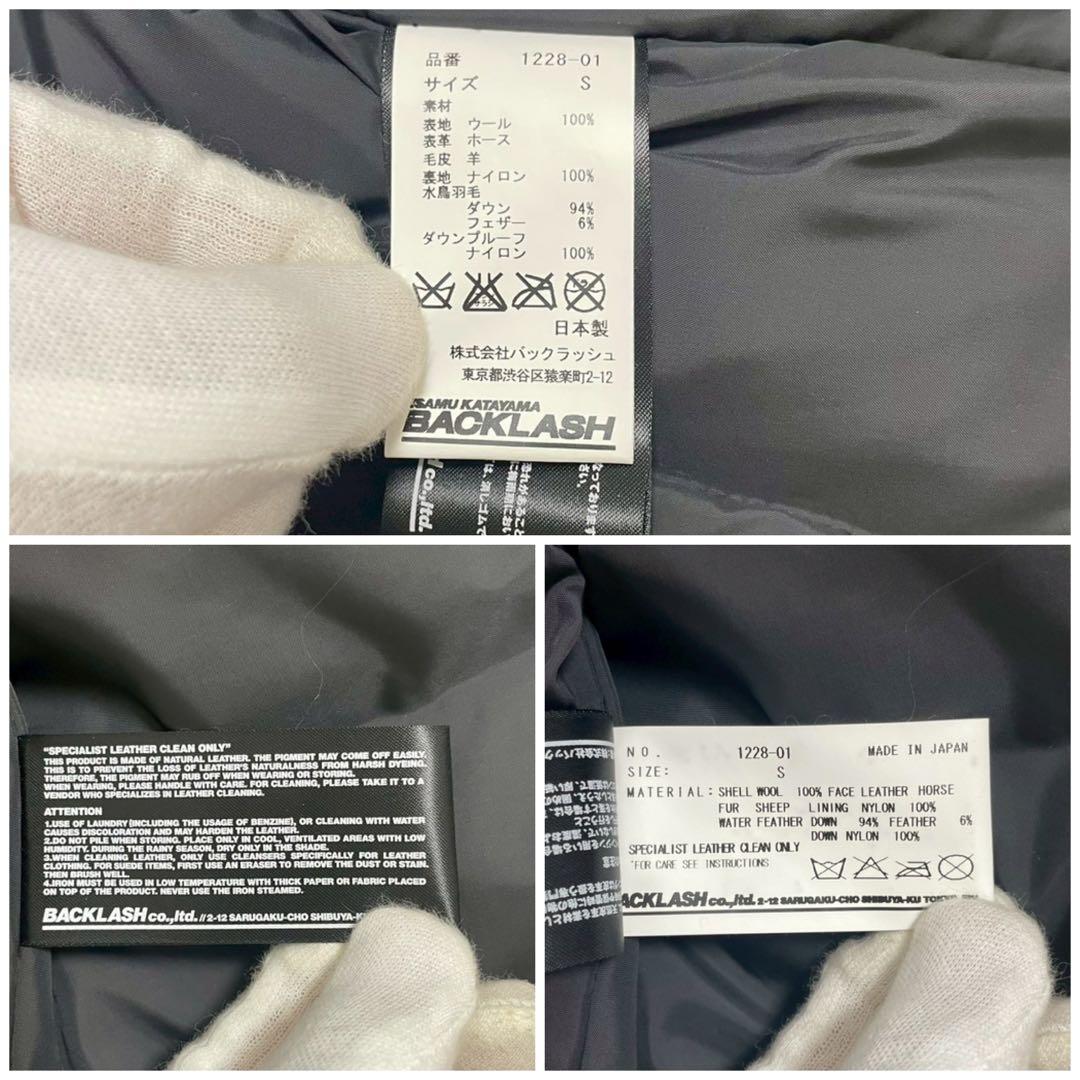 品番 1228-01
サイズ S
素材
表地 ウール 100%
表革 ホース
毛皮 羊
裏地 ナイロン 100%
水鳥羽毛
ダウン 94%
フェザー 6%
ダウンプルーフ
ナイロン 100%
日本製
株式会社バックラッシュ
東京都渋谷区猿楽町2-12
ISAMU KATAYAMA
BACKLASH
co.,ltd.
"SPECIALIST LEATHER CLEAN ONLY"
THIS PRODUCT IS MADE OF NATURAL LEATHER. THE PIGMENT MAY COME OFF EASILY.
THIS IS TO PREVENT THE LOSS OF LEATHER'S NATURALNESS FROM HARSH DYEING.
THEREFORE, THE PIGMENT MAY RUB OFF WHEN WEARING OR STORING.
WHEN WEARING, PLEASE HANDLE WITH CARE. FOR CLEANING, PLEASE TAKE IT TO A
VENDOR WHO SPECIALIZES IN LEATHER CLEANING.
ATTENTION
1.USE OF LAUNDRY(INCLUDING THE USAGE OF BENZINE), OR CLEANING WITH WATER
CAUSES DISCOLORATION AND MAY HARDEN THE LEATHER.
2.DO NOT PILE WHEN STORING. PLACE ONLY IN COOL, VENTILATED AREAS WITH LOW
HUMIDITY. DURING THE RAINY SEASON, DRY ONLY IN THE SHADE.
3.WHEN CLEANING LEATHER, ONLY USE CLEANSERS SPECIFICALLY FOR LEATHER
CLOTHING. FOR SUEDE ITEMS, FIRST USE AN ERASER TO REMOVE THE DUST OR STAIN.
THEN BRUSH WELL.
4.IRON MUST BE USED IN LOW TEMPERATURE WITH THICK PAPER OR FABRIC PLACED
ON TOP OF THE PRODUCT. NEVER USE THE IRON STEAMED.
BACKLASH co.,ltd. // 2-12 SARUGAKU-CHO SHIBUYA-KU
NO. 1228-01 MADE IN JAPAN
SIZE: S
MATERIAL: SHELL WOOL 100% FACE LEATHER HORSE
FUR SHEEP LINING NYLON 100%
WATER FEATHER DOWN 94% FEATHER 6%
DOWN NYLON 100%
SPECIALIST LEATHER CLEAN ONLY
*FOR CARE SEE INSTRUCTIONS
BACKLASH co.,ltd. 2-12 SARUGAKU-CHO SHIBUYA-KU